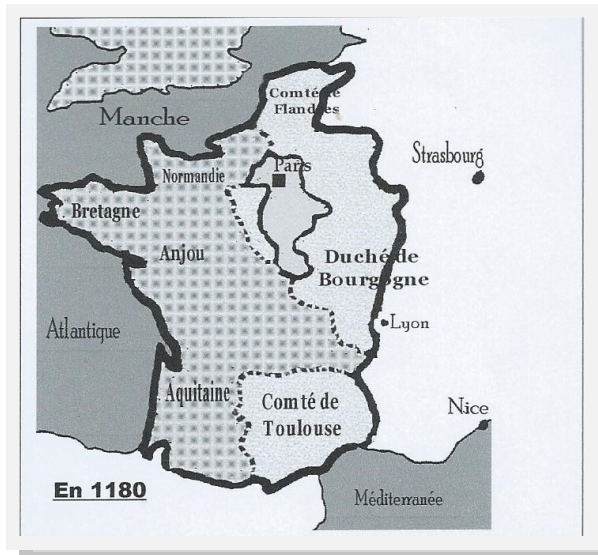 Comté de
Flandres
Manche
Paris
Strasbourg
Normandie
Bretagne
Anjou
Duché de
Bourgogne
Atlantique
Lyon
Aquitaine
Comté de
Toulouse
Nice
En 1180
Méditerranée